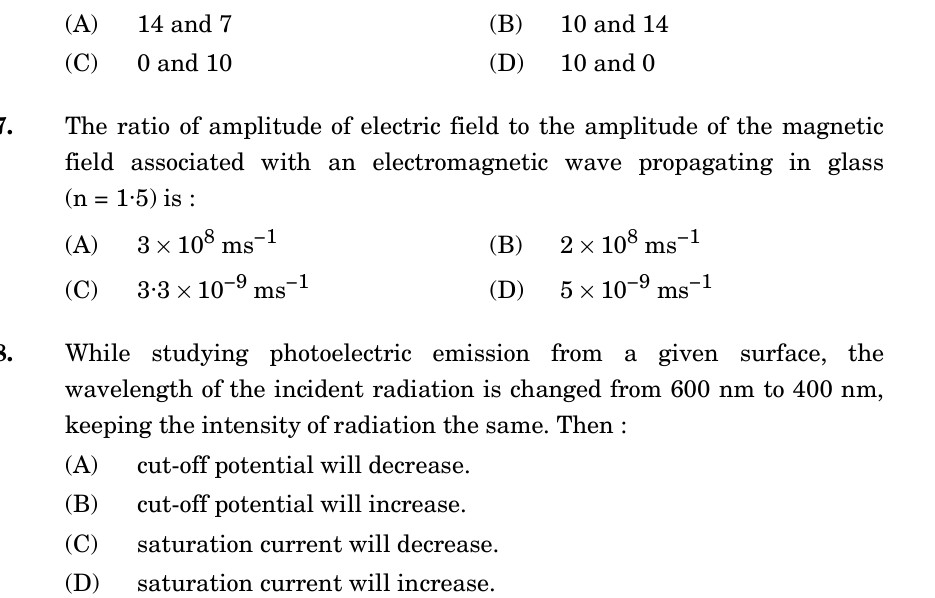 (A) 14 and 7 (B) 10 and 14
(C) 0 and 10 (D) 10 and 0
7. The ratio of amplitude of electric field to the amplitude of the magnetic
field associated with an electromagnetic wave propagating in glass
(n = 1·5) is :
(A) 3 × 10⁸ ms⁻¹ (B) 2 × 10⁸ ms⁻¹
(C) 3·3 × 10⁻⁹ ms⁻¹ (D) 5 × 10⁻⁹ ms⁻¹
8. While studying photoelectric emission from a given surface, the
wavelength of the incident radiation is changed from 600 nm to 400 nm,
keeping the intensity of radiation the same. Then :
(A) cut-off potential will decrease.
(B) cut-off potential will increase.
(C) saturation current will decrease.
(D) saturation current will increase.